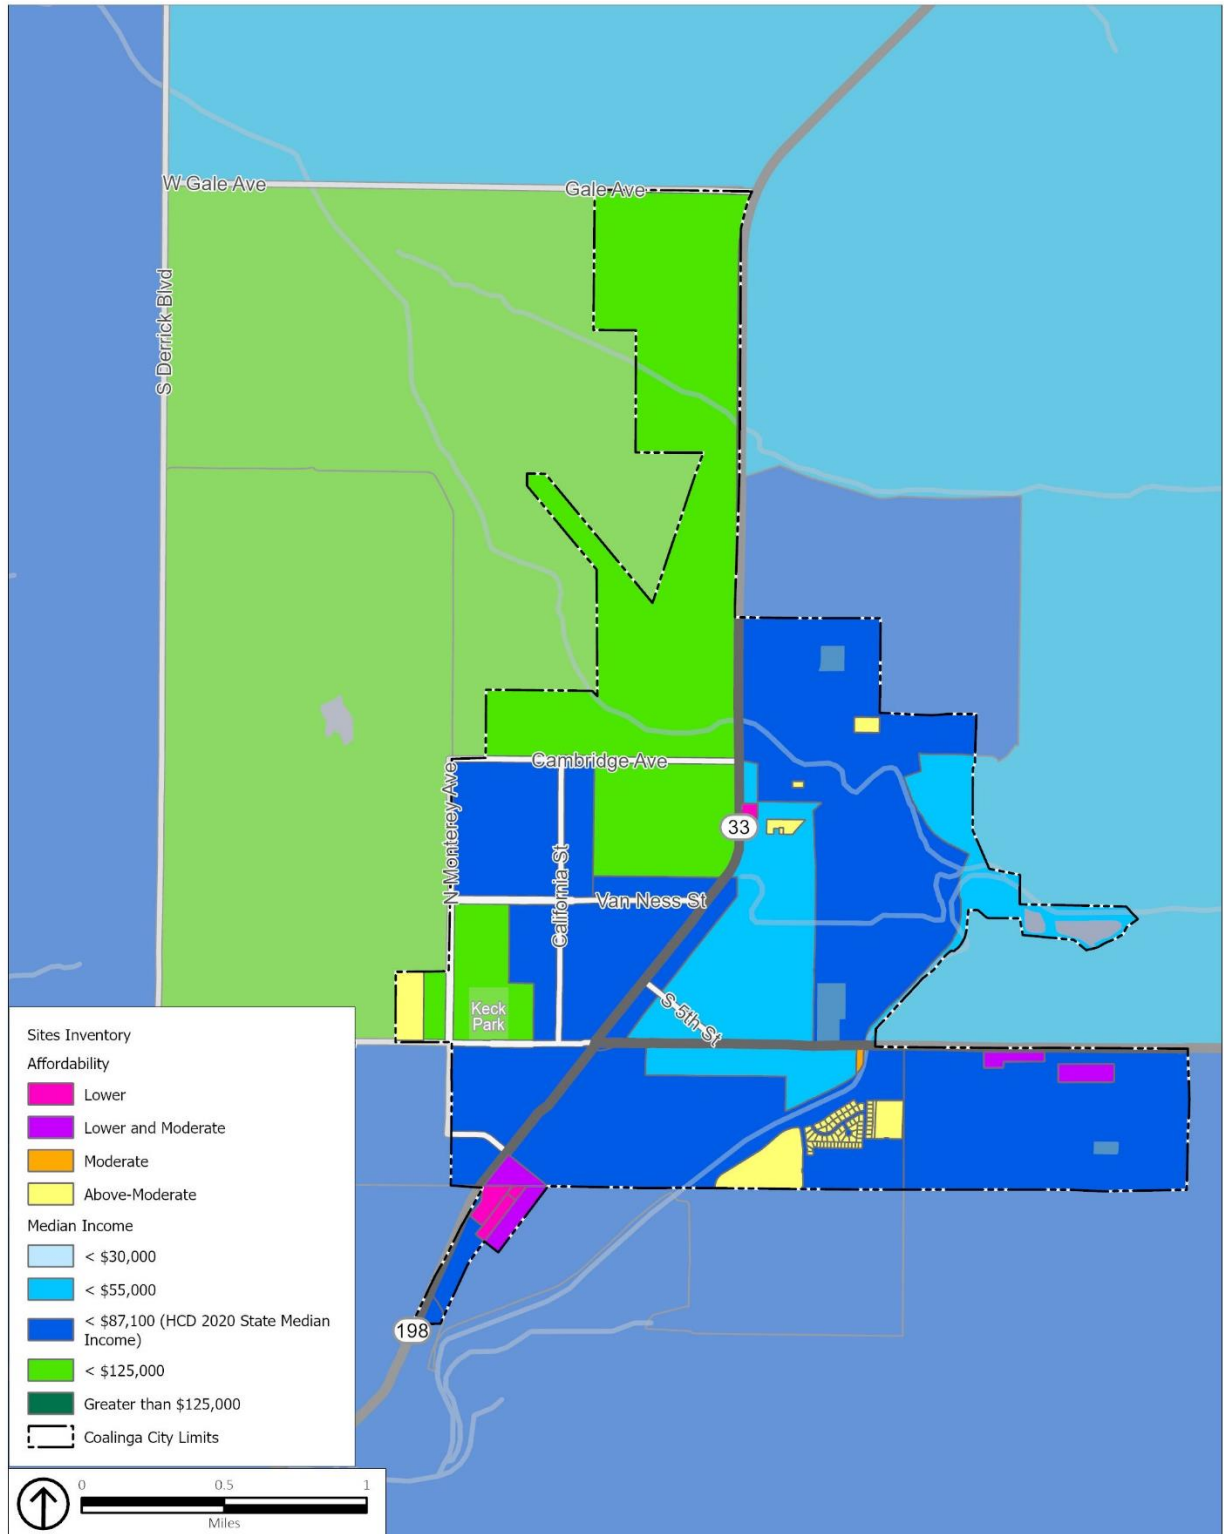 W Gale Ave
Gale Ave
S Derrick Blvd
Cambridge Ave
N Monterey Ave
33
California St
Van Ness St
Keck
Park
S 5th St
198
Sites Inventory
Affordability
Lower
Lower and Moderate
Moderate
Above-Moderate
Median Income
< $30,000
< $55,000
< $87,100 (HCD 2020 State Median
Income)
< $125,000
Greater than $125,000
Coalinga City Limits
0 0.5 1
Miles